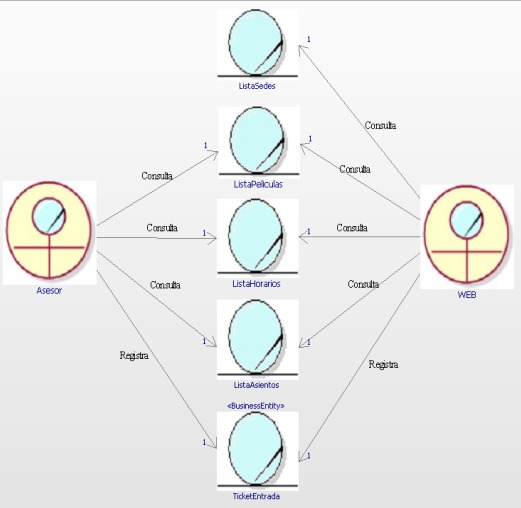 1
ListaSedes
Consulta
1
1
ListaPeliculas
Consulta
Consulta
1
1
ListaHorarios
Consulta
Consulta
Asesor
WEB
1
1
ListaAsientos
Consulta
Consulta
«BusinessEntity»
Registra
Registra
1
1
TicketEntrada